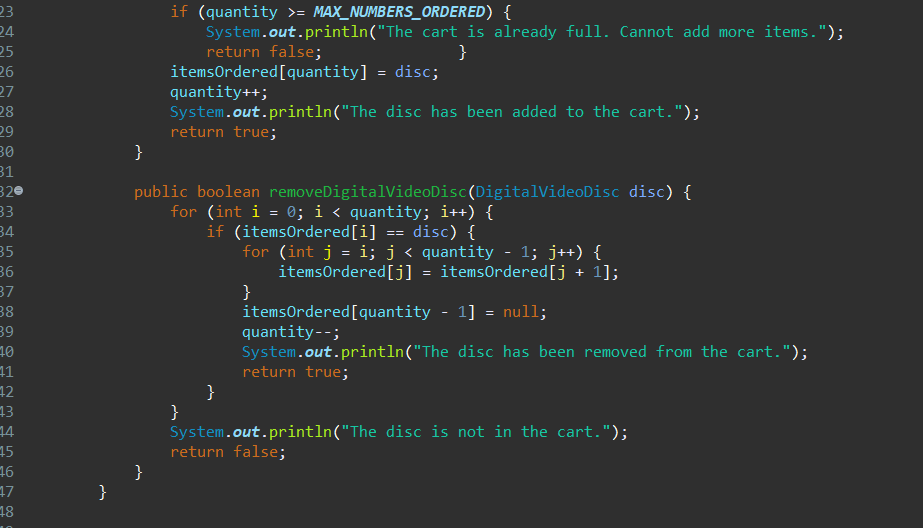 23 if (quantity >= MAX_NUMBERS_ORDERED) {
24 System.out.println("The cart is already full. Cannot add more items.");
25 return false; }
26 itemsOrdered[quantity] = disc;
27 quantity++;
28 System.out.println("The disc has been added to the cart.");
29 return true;
30 }
31
32 public boolean removeDigitalVideoDisc(DigitalVideoDisc disc) {
33 for (int i = 0; i < quantity; i++) {
34 if (itemsOrdered[i] == disc) {
35 for (int j = i; j < quantity - 1; j++) {
36 itemsOrdered[j] = itemsOrdered[j + 1];
37 }
38 itemsOrdered[quantity - 1] = null;
39 quantity--;
40 System.out.println("The disc has been removed from the cart.");
41 return true;
42 }
43 }
44 System.out.println("The disc is not in the cart.");
45 return false;
46 }
47 }
48